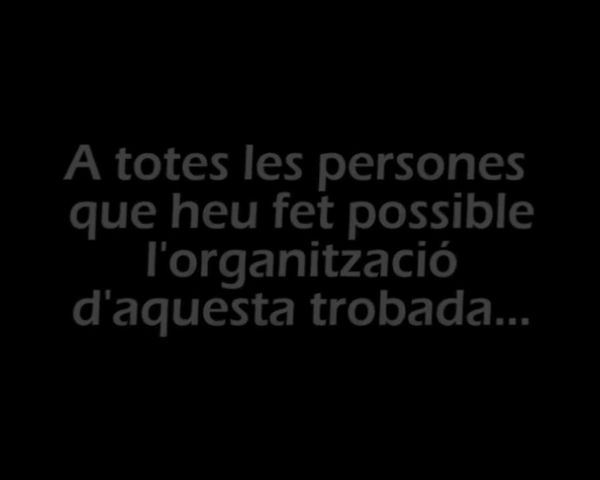 A totes les persones
que heu fet possible
l'organització
d'aquesta trobada...